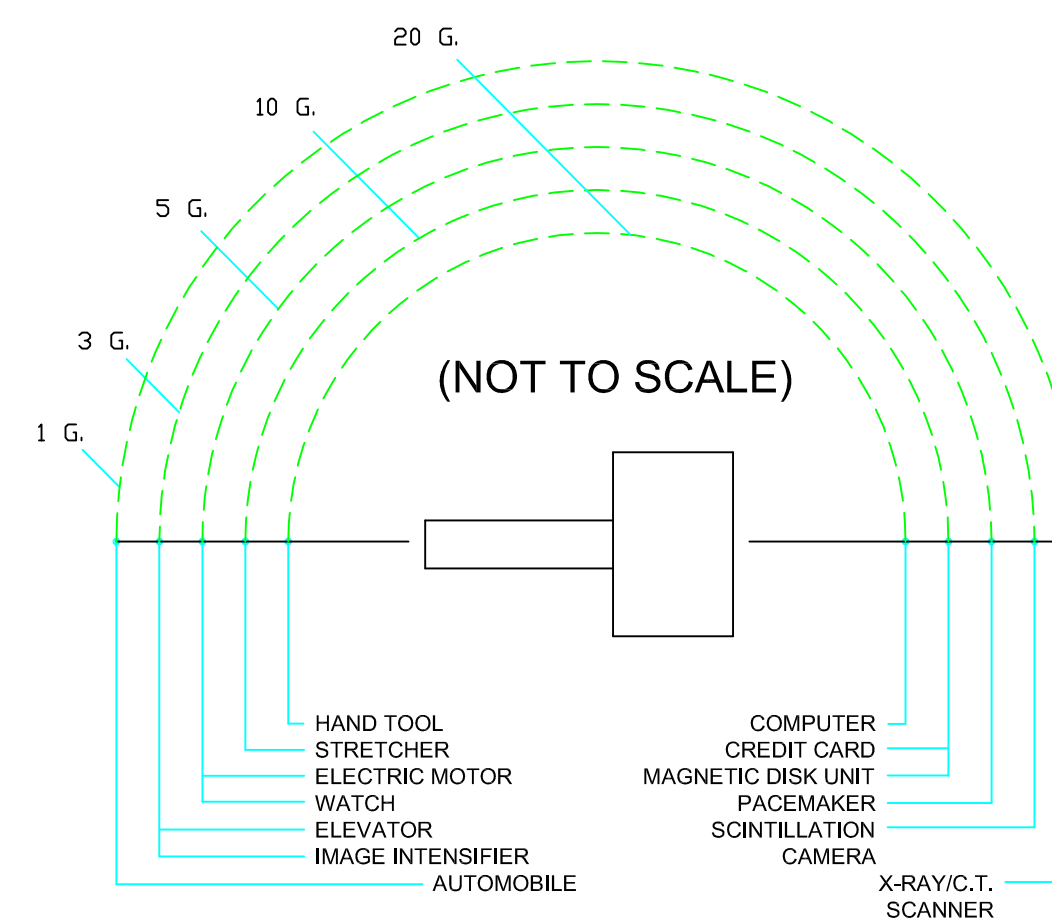 20 G.
10 G.
5 G.
3 G.
1 G.
(NOT TO SCALE)
HAND TOOL
STRETCHER
ELECTRIC MOTOR
WATCH
ELEVATOR
IMAGE INTENSIFIER
AUTOMOBILE
COMPUTER
CREDIT CARD
MAGNETIC DISK UNIT
PACEMAKER
SCINTILLATION
CAMERA
X-RAY/C.T.
SCANNER